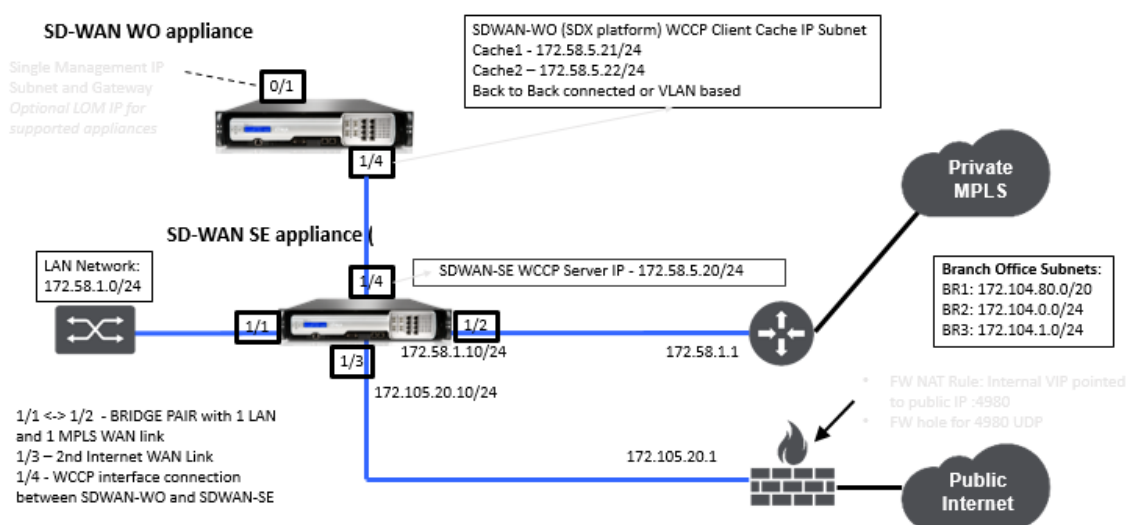 SD-WAN WO appliance
Single Management IP
Subnet and Gateway
Optional LOM IP for
supported appliances
0/1
SDWAN-WO (SDX platform) WCCP Client Cache IP Subnet
Cache1 - 172.58.5.21/24
Cache2 – 172.58.5.22/24
Back to Back connected or VLAN based
1/4
Private
MPLS
SD-WAN SE appliance (
LAN Network:
172.58.1.0/24
1/4
SDWAN-SE WCCP Server IP - 172.58.5.20/24
Branch Office Subnets:
BR1: 172.104.80.0/20
BR2: 172.104.0.0/24
BR3: 172.104.1.0/24
1/1
1/2
172.58.1.10/24
172.58.1.1
1/3
172.105.20.10/24
FW NAT Rule: Internal VIP pointed
to public IP :4980
FW hole for 4980 UDP
1/1 <-> 1/2 - BRIDGE PAIR with 1 LAN
and 1 MPLS WAN link
1/3 – 2nd Internet WAN Link
1/4 - WCCP interface connection
between SDWAN-WO and SDWAN-SE
172.105.20.1
Public
Internet